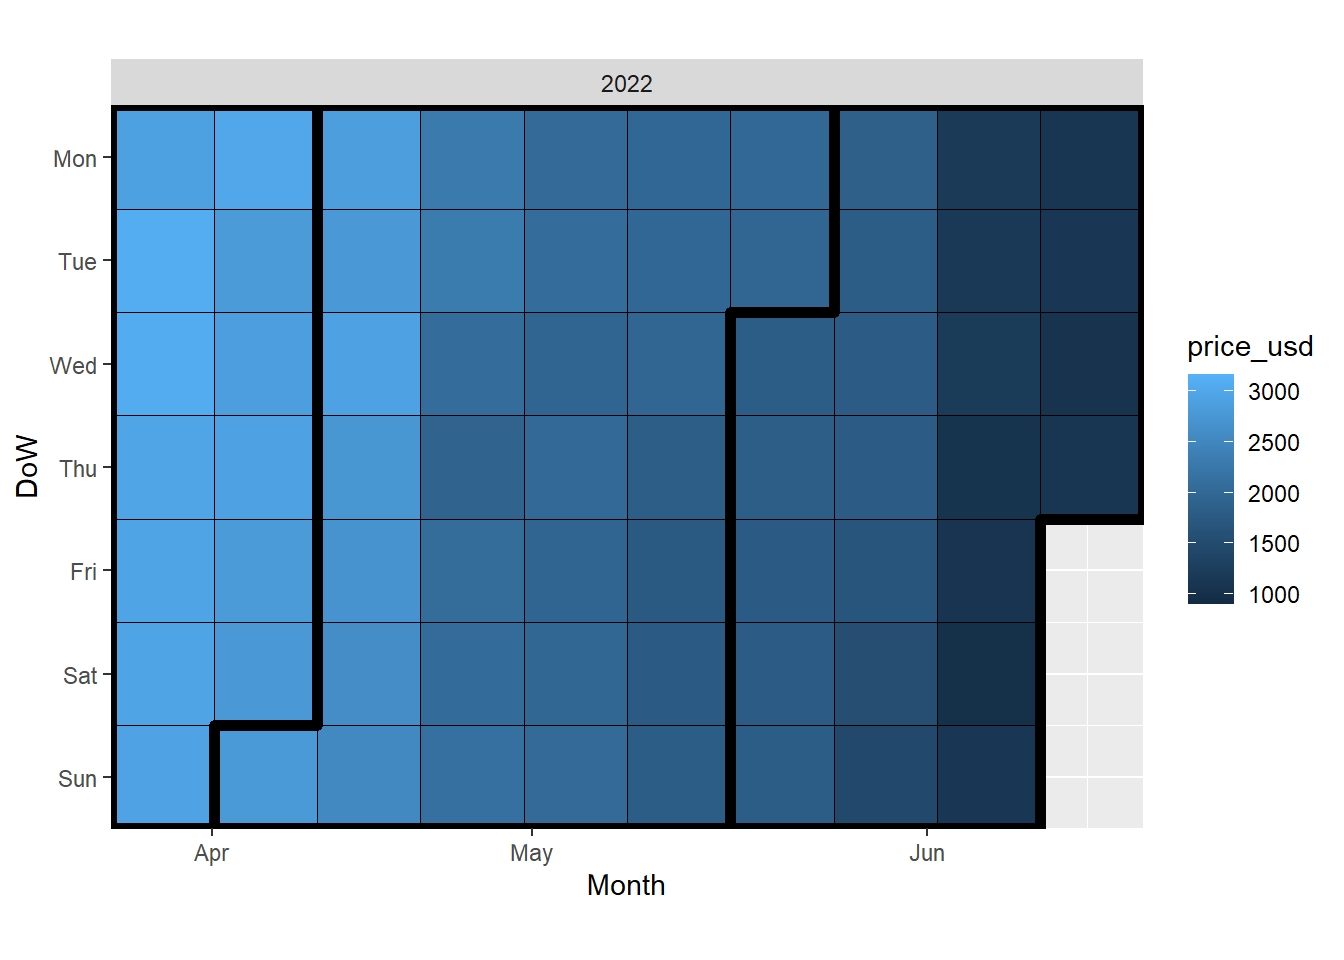 2022
Mon
Tue
Wed
Thu
Fri
Sat
Sun
DoW
Apr May Jun
Month
price_usd
3000
2500
2000
1500
1000